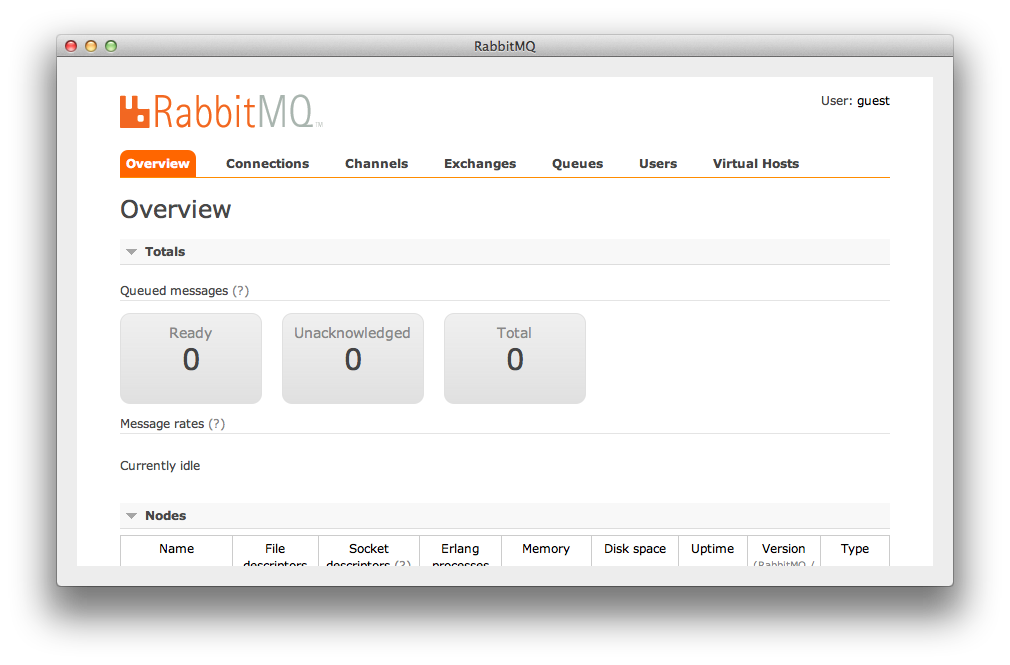 RabbitMQ
RabbitMQ™
User: guest
Overview Connections Channels Exchanges Queues Users Virtual Hosts
Overview
Totals
Queued messages (?)
Ready Unacknowledged Total
0 0 0
Message rates (?)
Currently idle
Nodes
Name File Socket Erlang Memory Disk space Uptime Version Type
descriptors descriptors (?) processes (RabbitMQ /